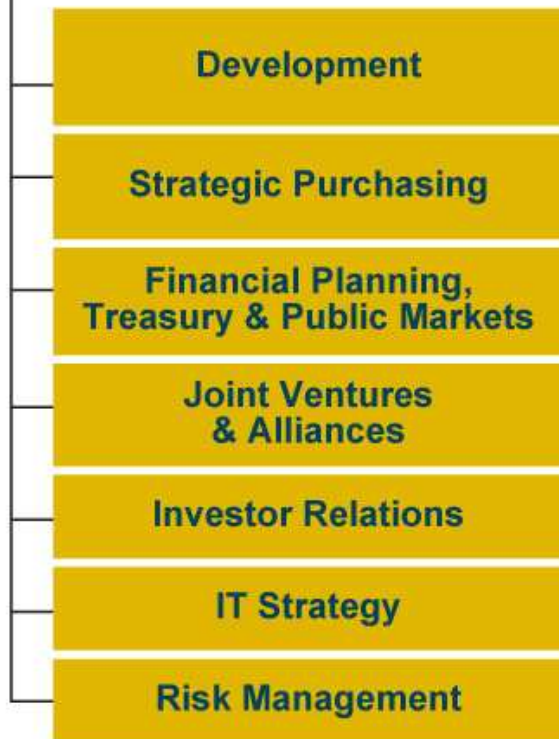 Development
Strategic Purchasing
Financial Planning,
Treasury & Public Markets
Joint Ventures
& Alliances
Investor Relations
IT Strategy
Risk Management